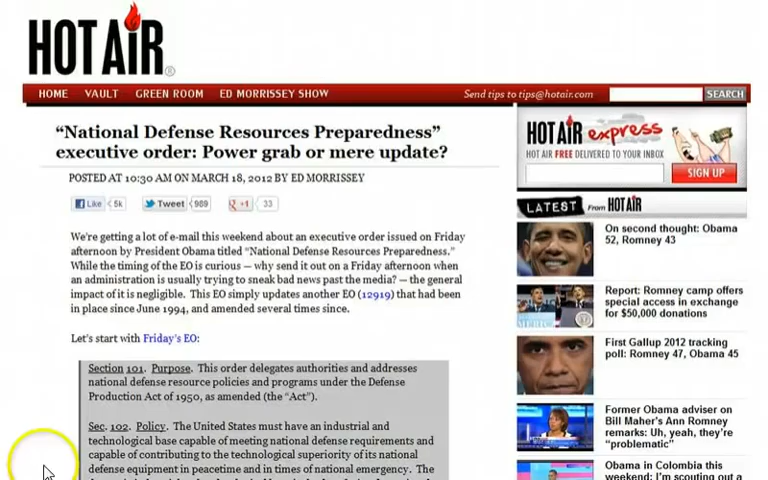 HOT AIR
®
HOME VAULT GREEN ROOM ED MORRISSEY SHOW Send tips to tips@hotair.com SEARCH
“National Defense Resources Preparedness”
executive order: Power grab or mere update?
POSTED AT 10:30 AM ON MARCH 18, 2012 BY ED MORRISSEY
Like 5k Tweet 989 +1 33
We’re getting a lot of e-mail this weekend about an executive order issued on Friday
afternoon by President Obama titled “National Defense Resources Preparedness.”
While the timing of the EO is curious — why send it out on a Friday afternoon when
an administration is usually trying to sneak bad news past the media? — the general
impact of it is negligible. This EO simply updates another EO (12919) that had been
in place since June 1994, and amended several times since.
Let’s start with Friday’s EO:
Section 101. Purpose. This order delegates authorities and addresses
national defense resource policies and programs under the Defense
Production Act of 1950, as amended (the “Act”).
Sec. 102. Policy. The United States must have an industrial and
technological base capable of meeting national defense requirements and
capable of contributing to the technological superiority of its national
defense equipment in peacetime and in times of national emergency. The
HOT AIR express
HOT AIR FREE DELIVERED TO YOUR INBOX
SIGN UP
LATEST From HOT AIR
On second thought: Obama
52, Romney 43
Report: Romney camp offers
special access in exchange
for $50,000 donations
First Gallup 2012 tracking
poll: Romney 47, Obama 45
Former Obama adviser on
Bill Maher’s Ann Romney
remarks: Uh, yeah, they’re
“problematic”
Obama in Colombia this
weekend: I’m scouting out a